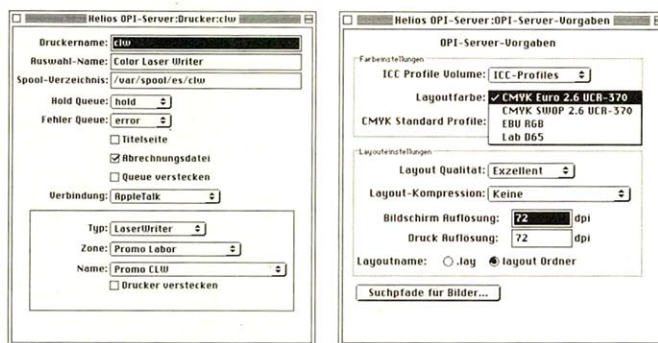 Helios OPI-Server:Drucker:clw
Druckername: clw
Auswahl-Name: Color Laser Writer
Spool-Verzeichnis: /var/spool/es/clw
Hold Queue: hold
Fehler Queue: error
Titelseite
Abrechnungsdatei
Queue verstecken
Verbindung: AppleTalk
Typ: LaserWriter
Zone: Promo Labor
Name: Promo CLW
Drucker verstecken
Helios OPI-Server:OPI-Server-Vorgaben
OPI-Server-Vorgaben
Farbeinstellungen
ICC Profile Volume: ICC-Profiles
Layoutfarbe: ✓ CMYK Euro 2.6 UCR-370
CMYK SWOP 2.6 UCR-370
CMYK Standard Profile: EBU RGB
Lab D65
Layouteinstellungen
Layout Qualität: Exzellent
Layout-Kompression: Keine
Bildschirm Auflösung: 72 dpi
Druck Auflösung: 72 dpi
Layoutname: .lay layout Ordner
Suchpfade für Bilder...